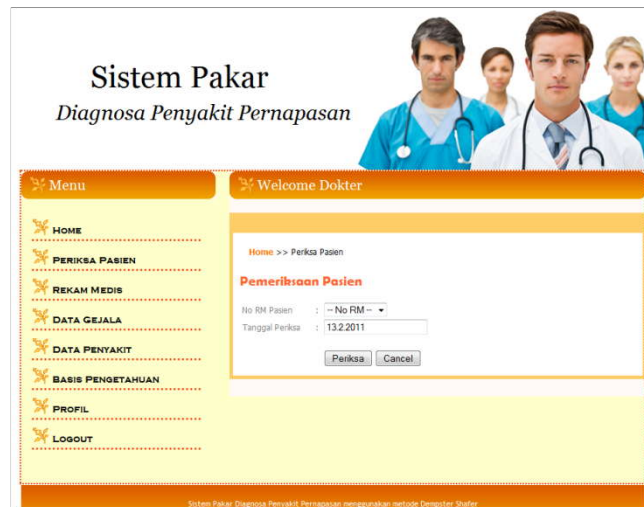 Sistem Pakar
Diagnosa Penyakit Pernapasan
Menu
Welcome Dokter
HOME
PERIKSA PASIEN
REKAM MEDIS
DATA GEJALA
DATA PENYAKIT
BASIS PENGETAHUAN
PROFIL
LOGOUT
Home >> Periksa Pasien
Pemeriksaan Pasien
No RM Pasien : -- No RM --
Tanggal Periksa : 13.2.2011
Periksa Cancel
Sistem Pakar Diagnosa Penyakit Pernapasan menggunakan metode Dempster Shafer